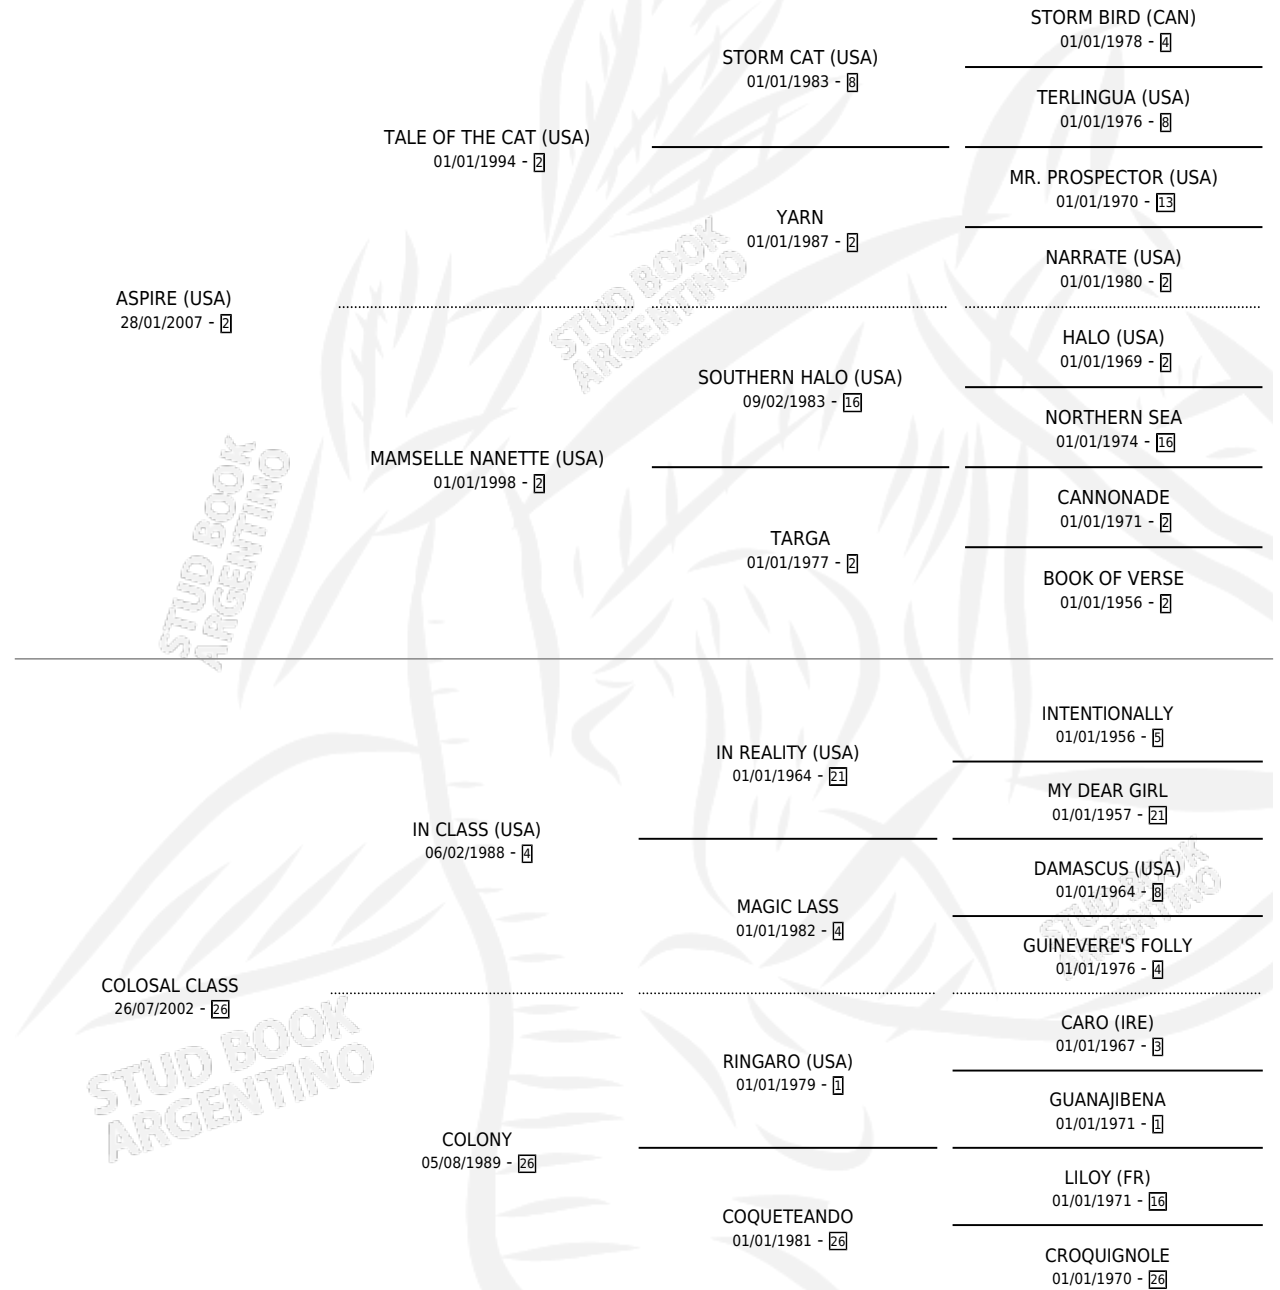 STORM BIRD (CAN)
01/01/1978 - 4
STORM CAT (USA)
01/01/1983 - 8
TERLINGUA (USA)
01/01/1976 - 8
TALE OF THE CAT (USA)
01/01/1994 - 2
MR. PROSPECTOR (USA)
01/01/1970 - 13
YARN
01/01/1987 - 2
NARRATE (USA)
01/01/1980 - 2
ASPIRE (USA)
28/01/2007 - 2
HALO (USA)
01/01/1969 - 2
SOUTHERN HALO (USA)
09/02/1983 - 16
NORTHERN SEA
01/01/1974 - 16
MAMSELLE NANETTE (USA)
01/01/1998 - 2
CANNONADE
01/01/1971 - 2
TARGA
01/01/1977 - 2
BOOK OF VERSE
01/01/1956 - 2
STUD BOOK
ARGENTINO
STUD BOOK
ARGENTINO
INTENTIONALLY
01/01/1956 - 5
IN REALITY (USA)
01/01/1964 - 21
MY DEAR GIRL
01/01/1957 - 21
IN CLASS (USA)
06/02/1988 - 4
DAMASCUS (USA)
01/01/1964 - 8
MAGIC LASS
01/01/1982 - 4
GUINEVERE'S FOLLY
01/01/1976 - 4
COLOSAL CLASS
26/07/2002 - 26
CARO (IRE)
01/01/1967 - 3
RINGARO (USA)
01/01/1979 - 1
GUANAJIBENA
01/01/1971 - 1
COLONY
05/08/1989 - 26
LILOY (FR)
01/01/1971 - 16
COQUETEANDO
01/01/1981 - 26
CROQUIGNOLE
01/01/1970 - 26
STUD BOOK
ARGENTINO
STUD BOOK
ARGENTINO